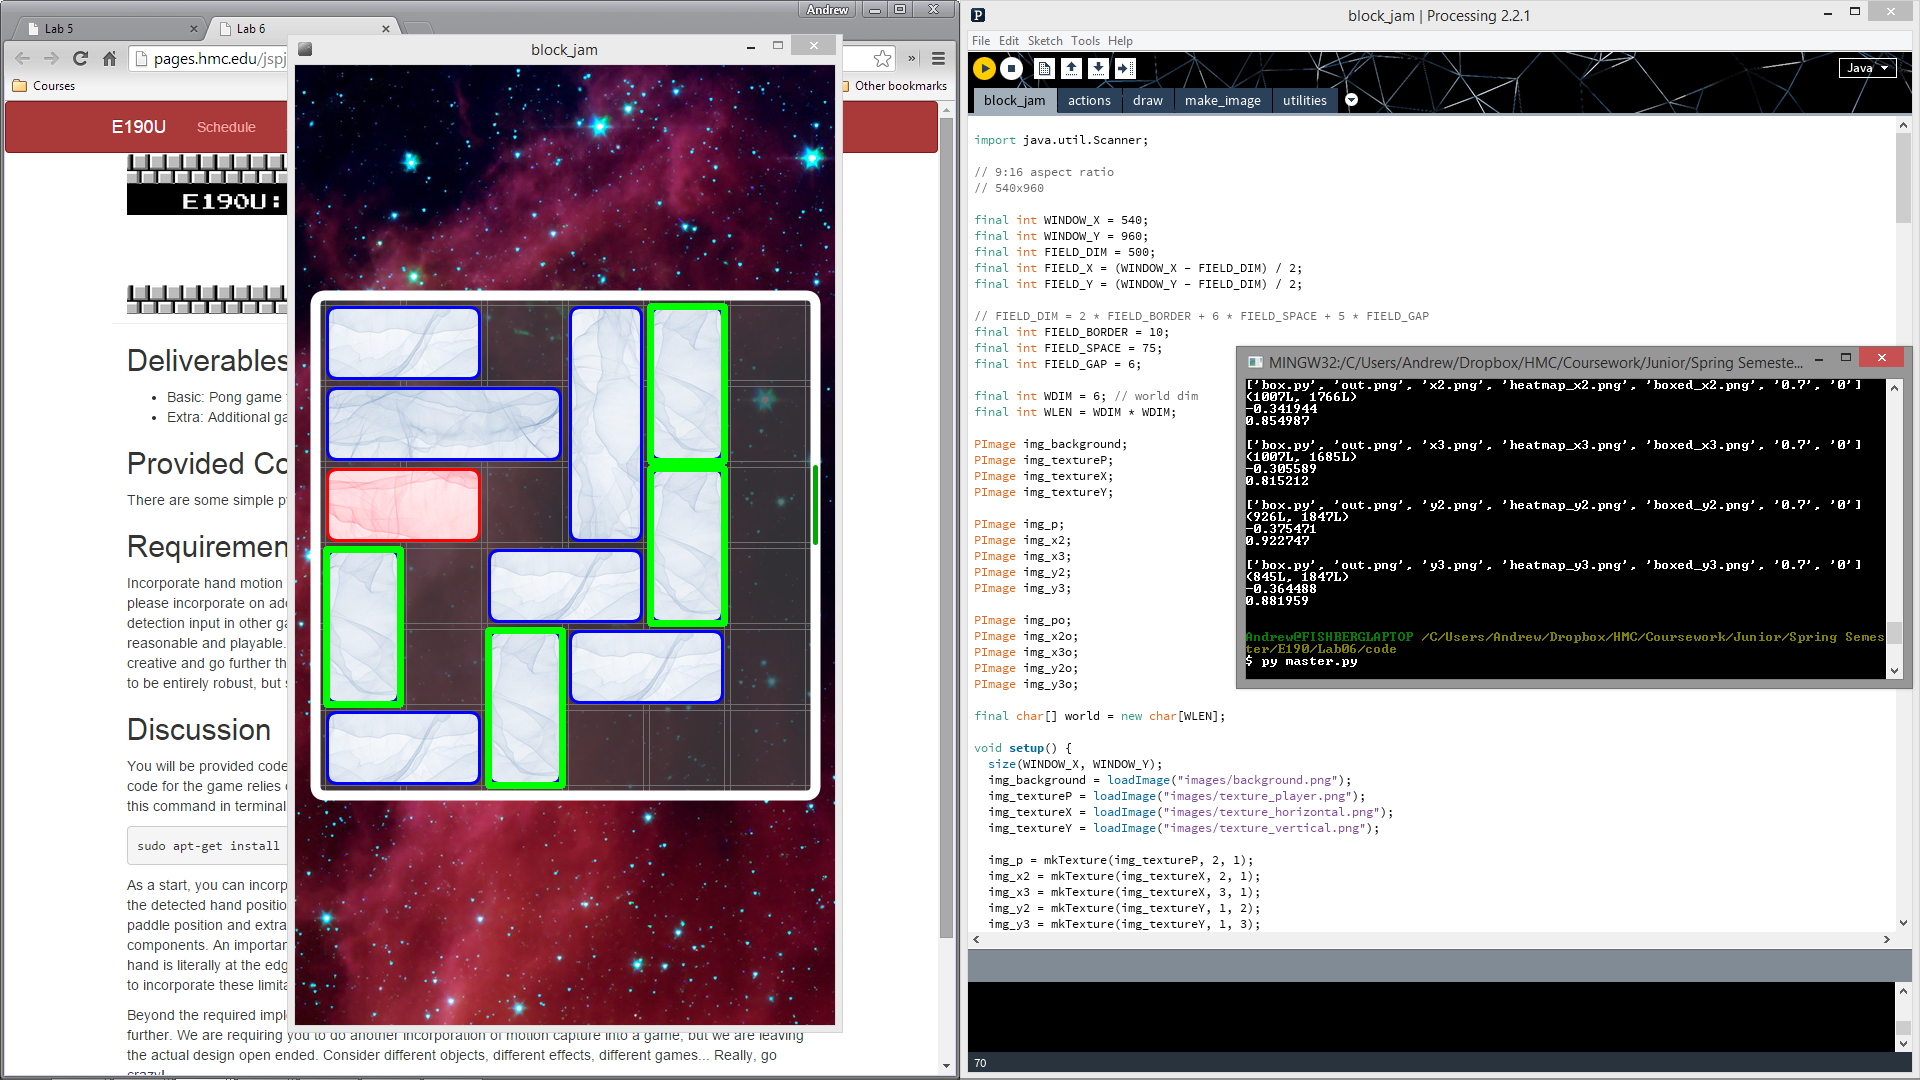 Andrew
Lab 5
Lab 6
pages.hmc.edu/jspj
Courses
Other bookmarks
E190U
Schedule
E190U:
Deliverables
Basic: Pong game
Extra: Additional ga
Provided Co
There are some simple p
Requiremen
Incorporate hand motion
please incorporate on ad
detection input in other ga
reasonable and playable.
creative and go further th
to be entirely robust, but s
Discussion
You will be provided code
code for the game relies
this command in terminal
sudo apt-get install
As a start, you can incorp
the detected hand positio
paddle position and extra
components. An importan
hand is literally at the edg
to incorporate these limita
Beyond the required impl
further. We are requiring you to do another incorporation of motion capture into a game, but we are leaving
the actual design open ended. Consider different objects, different effects, different games... Really, go
crazy!
block_jam
block_jam | Processing 2.2.1
File Edit Sketch Tools Help
Java
block_jam actions draw make_image utilities
import java.util.Scanner;
// 9:16 aspect ratio
// 540x960
final int WINDOW_X = 540;
final int WINDOW_Y = 960;
final int FIELD_DIM = 500;
final int FIELD_X = (WINDOW_X - FIELD_DIM) / 2;
final int FIELD_Y = (WINDOW_Y - FIELD_DIM) / 2;
// FIELD_DIM = 2 * FIELD_BORDER + 6 * FIELD_SPACE + 5 * FIELD_GAP
final int FIELD_BORDER = 10;
final int FIELD_SPACE = 75;
final int FIELD_GAP = 6;
final int WDIM = 6; // world dim
final int WLEN = WDIM * WDIM;
PImage img_background;
PImage img_textureP;
PImage img_textureX;
PImage img_textureY;
PImage img_p;
PImage img_x2;
PImage img_x3;
PImage img_y2;
PImage img_y3;
PImage img_po;
PImage img_x2o;
PImage img_x3o;
PImage img_y2o;
PImage img_y3o;
final char[] world = new char[WLEN];
void setup() {
size(WINDOW_X, WINDOW_Y);
img_background = loadImage("images/background.png");
img_textureP = loadImage("images/texture_player.png");
img_textureX = loadImage("images/texture_horizontal.png");
img_textureY = loadImage("images/texture_vertical.png");
img_p = mkTexture(img_textureP, 2, 1);
img_x2 = mkTexture(img_textureX, 2, 1);
img_x3 = mkTexture(img_textureX, 3, 1);
img_y2 = mkTexture(img_textureY, 1, 2);
img_y3 = mkTexture(img_textureY, 1, 3);
70
MINGW32:/C/Users/Andrew/Dropbox/HMC/Coursework/Junior/Spring Semeste...
['box.py', 'out.png', 'x2.png', 'heatmap_x2.png', 'boxed_x2.png', '0.7', '0']
(1007L, 1766L)
-0.341944
0.854987
['box.py', 'out.png', 'x3.png', 'heatmap_x3.png', 'boxed_x3.png', '0.7', '0']
(1007L, 1685L)
-0.305589
0.815212
['box.py', 'out.png', 'y2.png', 'heatmap_y2.png', 'boxed_y2.png', '0.7', '0']
(926L, 1847L)
-0.375471
0.922747
['box.py', 'out.png', 'y3.png', 'heatmap_y3.png', 'boxed_y3.png', '0.7', '0']
(845L, 1847L)
-0.364488
0.881959
Andrew@FISHBERGLAPTOP /C/Users/Andrew/Dropbox/HMC/Coursework/Junior/Spring Semes
ter/E190/Lab06/code
$ py master.py